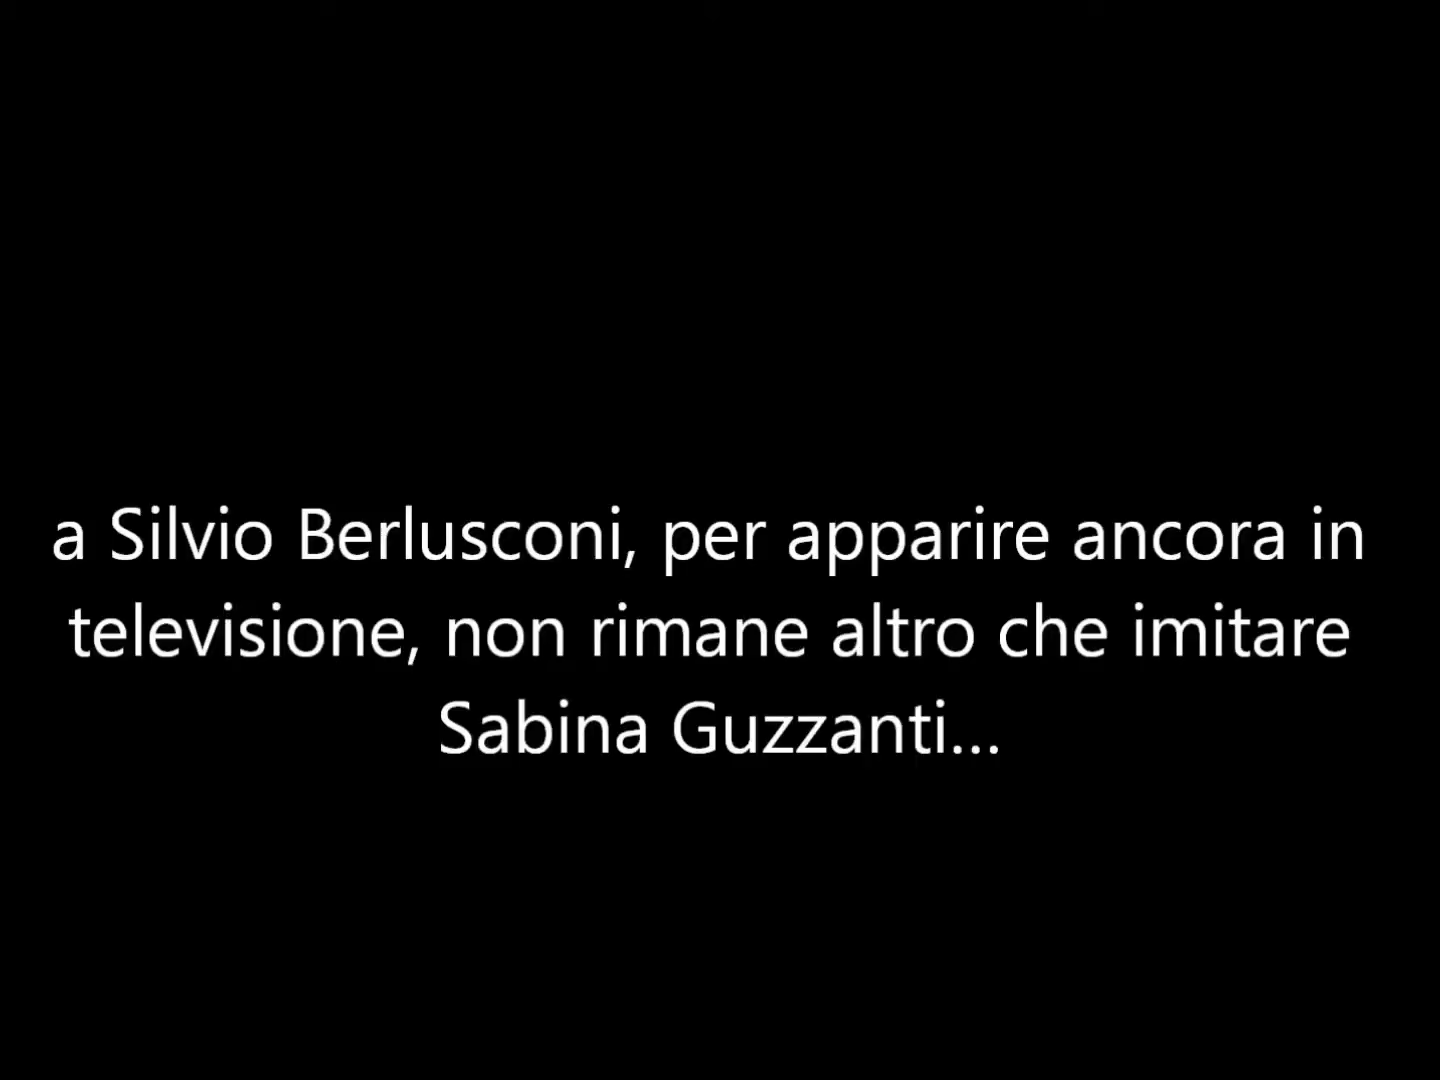 a Silvio Berlusconi, per apparire ancora in
televisione, non rimane altro che imitare
Sabina Guzzanti...